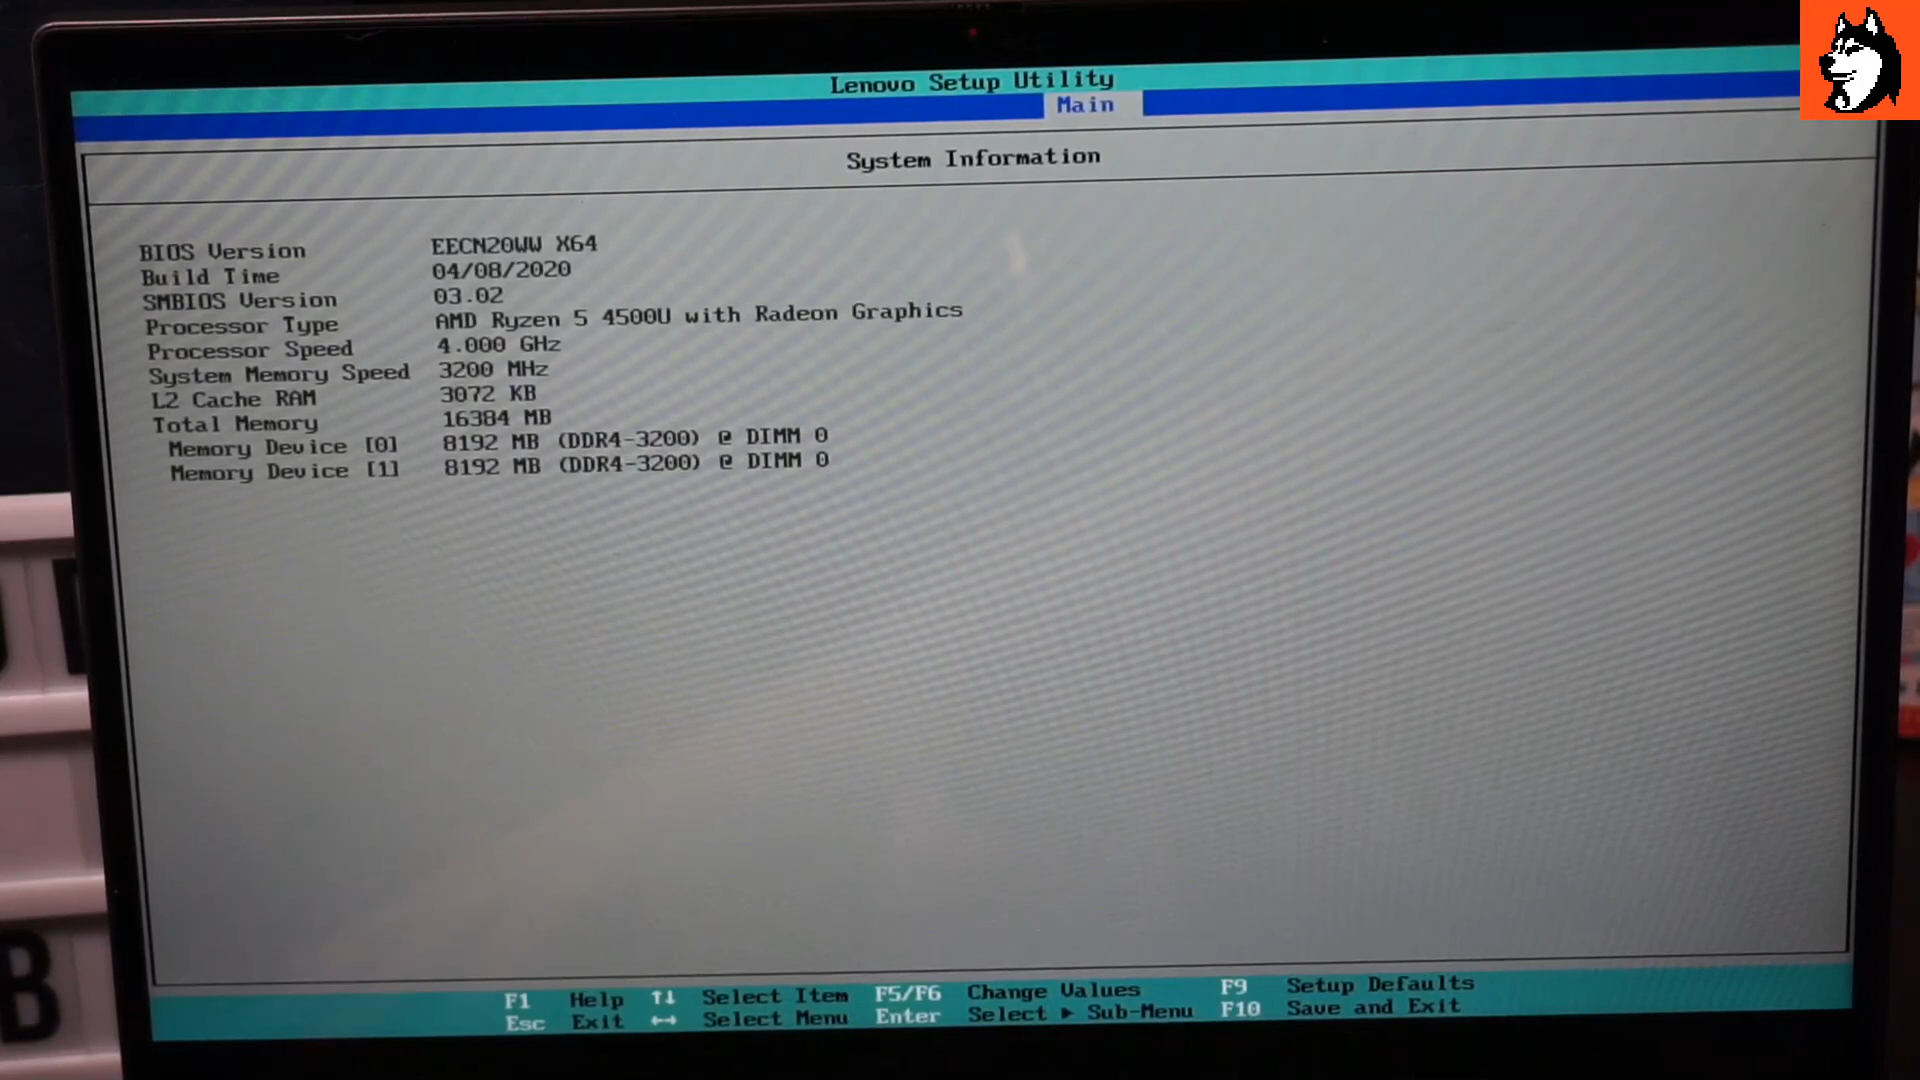 Lenovo Setup Utility
Main
System Information
BIOS Version EECN20WW X64
Build Time 04/08/2020
SMBIOS Version 03.02
Processor Type AMD Ryzen 5 4500U with Radeon Graphics
Processor Speed 4.000 GHz
System Memory Speed 3200 MHz
L2 Cache RAM 3072 KB
Total Memory 16384 MB
Memory Device [0] 8192 MB (DDR4-3200) @ DIMM 0
Memory Device [1] 8192 MB (DDR4-3200) @ DIMM 0
F1 Help ↑↓ Select Item F5/F6 Change Values F9 Setup Defaults
Esc Exit ↔ Select Menu Enter Select ▶ Sub-Menu F10 Save and Exit
B